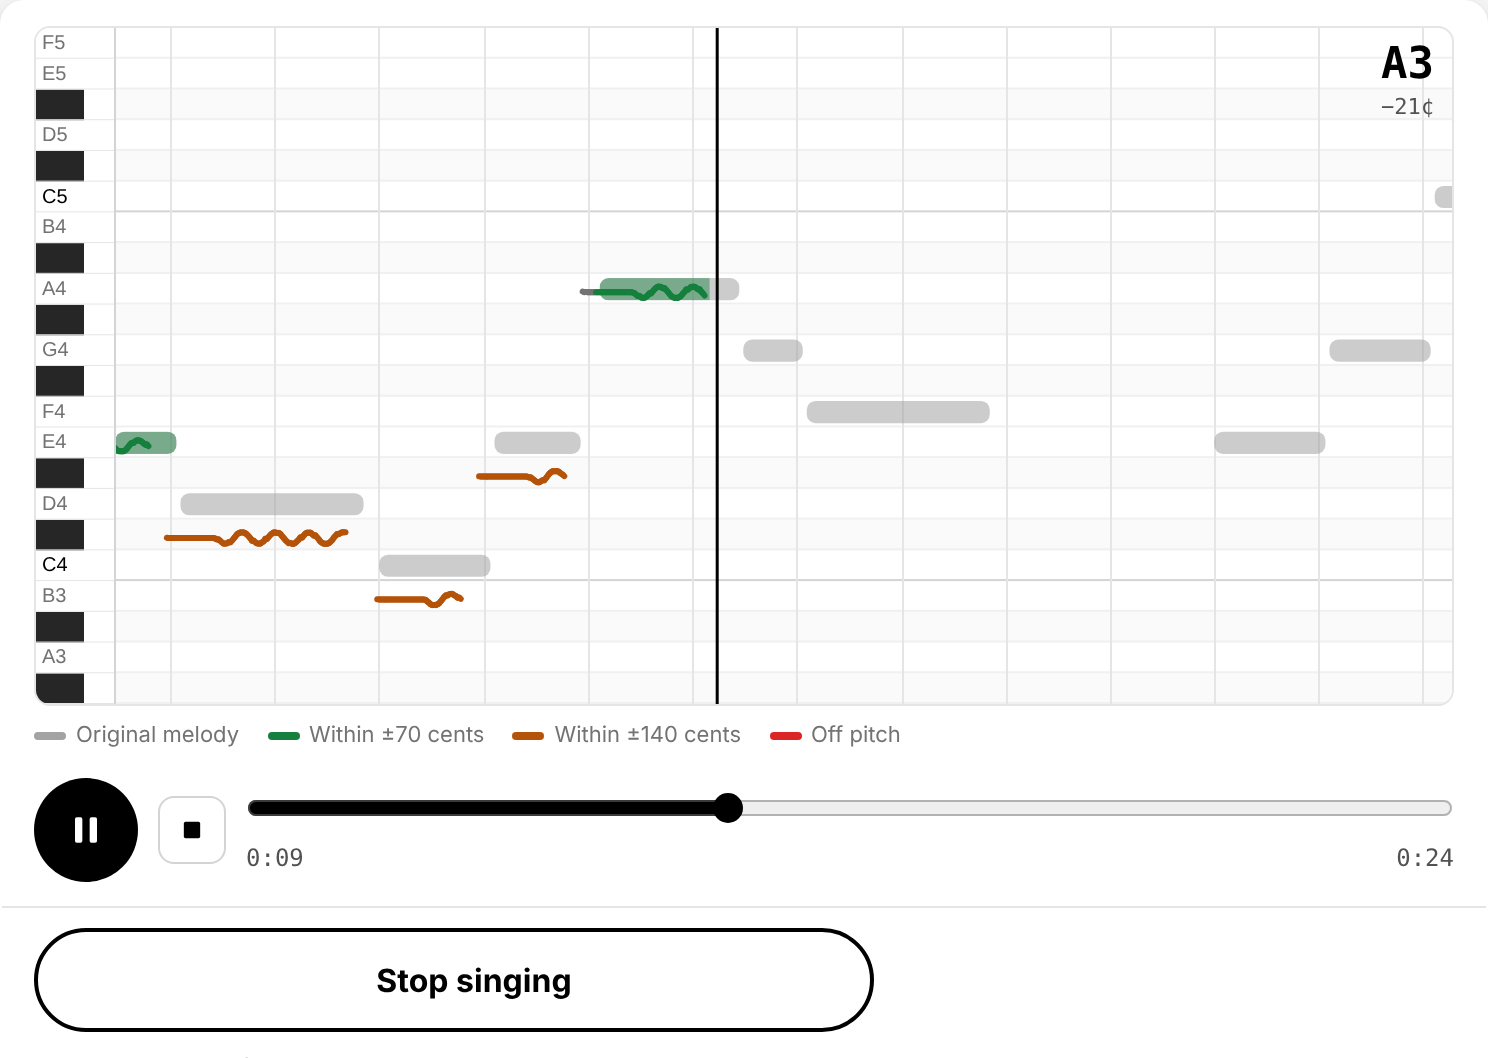 F5
E5
D5
C5
B4
A4
G4
F4
E4
D4
C4
B3
A3
A3
−21¢
Original melody
Within ±70 cents
Within ±140 cents
Off pitch
0:09
0:24
Stop singing